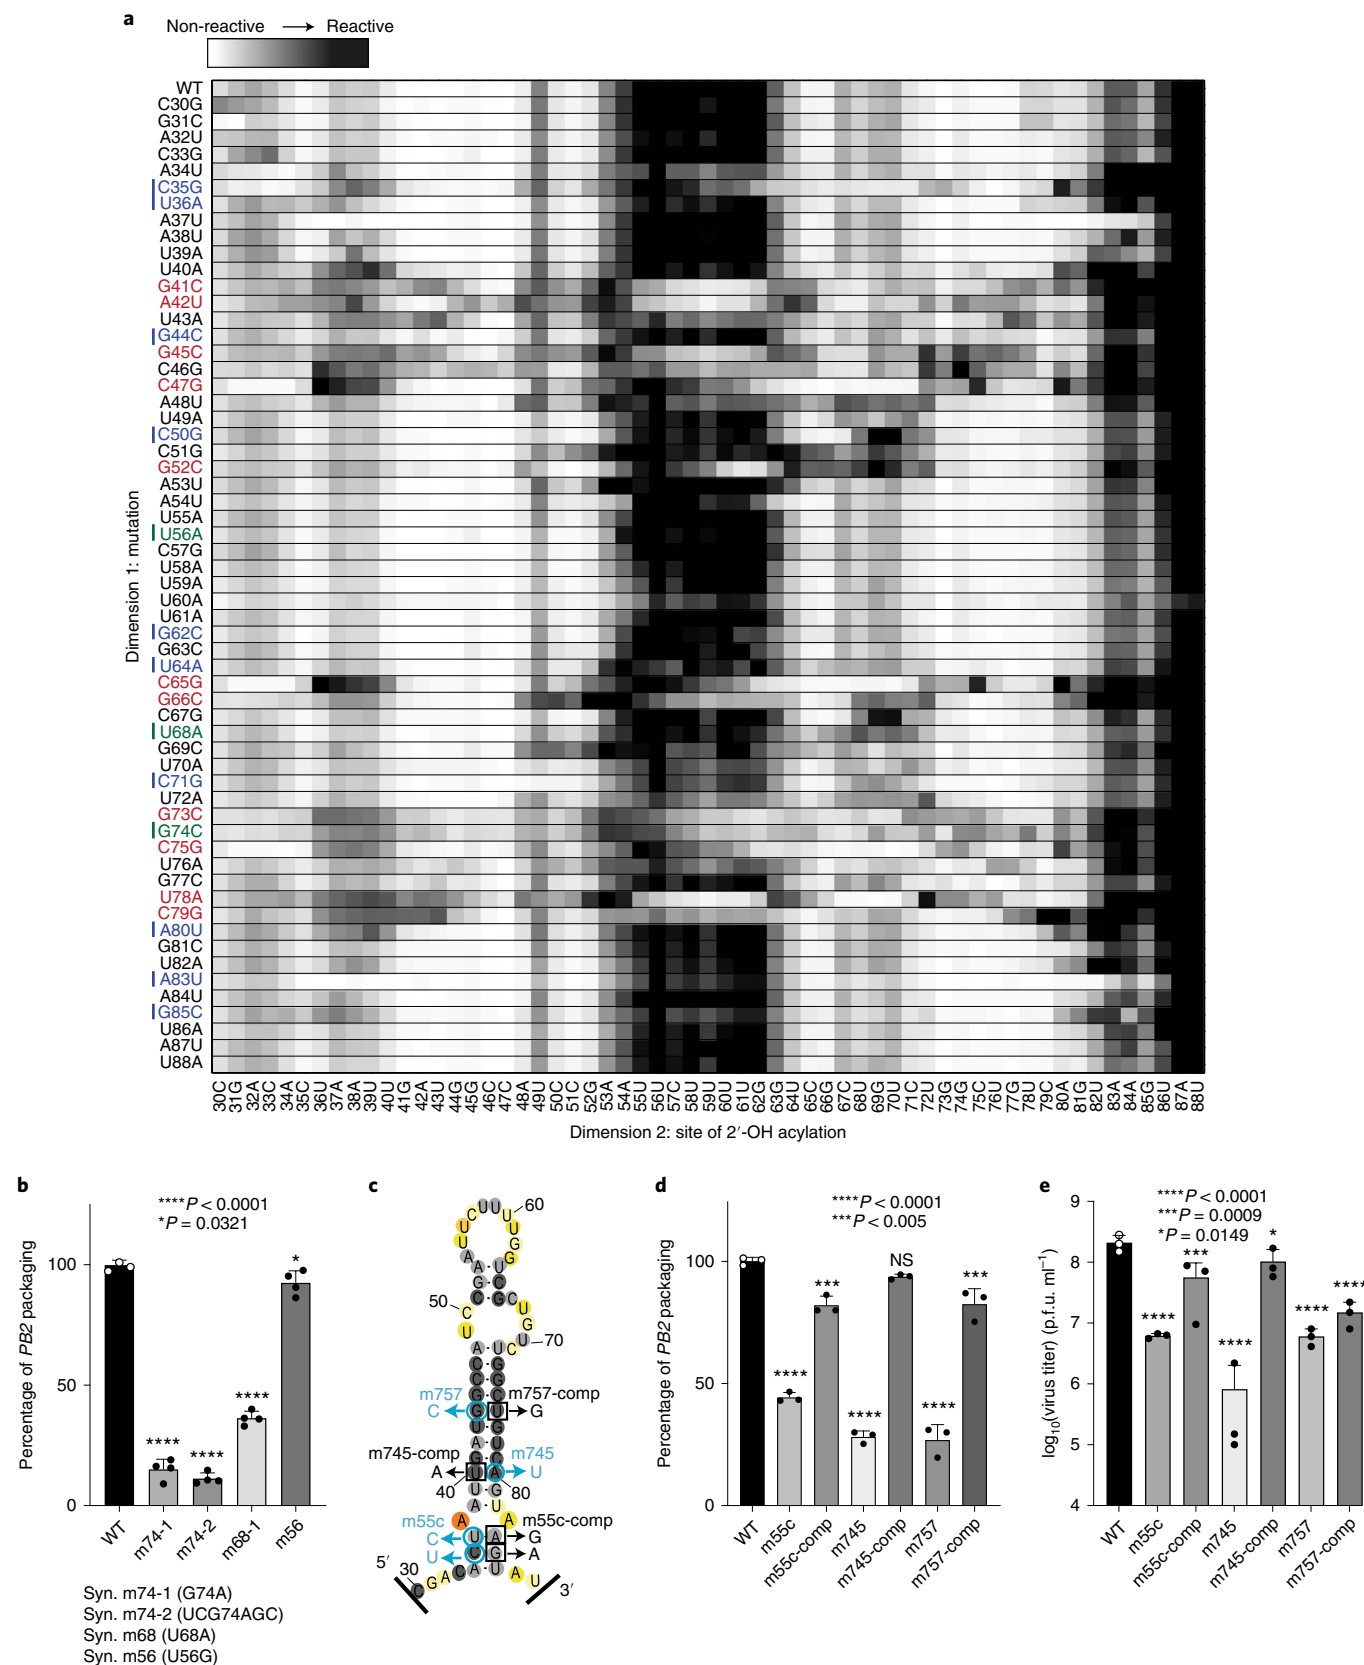 a
Non-reactive → Reactive
Dimension 1: mutation
WT
C30G
G31C
A32U
C33G
A34U
C35G
U36A
A37U
A38U
U39A
U40A
G41C
A42U
U43A
G44C
G45C
C46G
C47G
A48U
U49A
C50G
C51G
G52C
A53U
A54U
U55A
U56A
C57G
U58A
U59A
U60A
U61A
G62C
G63C
U64A
C65G
G66C
C67G
U68A
G69C
U70A
C71G
U72A
G73C
G74C
C75G
U76A
G77C
U78A
C79G
A80U
G81C
U82A
A83U
A84U
G85C
U86A
A87U
U88A
30C 31G 32A 33C 34A 35C 36U 37A 38A 39U 40U 41G 42A 43U 44G 45G 46C 47C 48A 49U 50C 51C 52G 53A 54A 55U 56U 57C 58U 59U 60U 61U 62G 63G 64U 65C 66G 67C 68U 69G 70U 71C 72U 73G 74G 75C 76U 77G 78U 79C 80A 81G 82U 83A 84A 85G 86U 87A 88U
Dimension 2: site of 2′-OH acylation
b
****P < 0.0001
*P = 0.0321
Percentage of PB2 packaging
100
50
0
**** **** **** *
WT m74-1 m74-2 m68-1 m56
Syn. m74-1 (G74A)
Syn. m74-2 (UCG74AGC)
Syn. m68 (U68A)
Syn. m56 (U56G)
c
60
50
70
m757 m757-comp
C G
m745-comp m745
A U
40 80
m55c m55c-comp
C G
U A
5′ 30 3′
d
****P < 0.0001
***P < 0.005
Percentage of PB2 packaging
100
50
0
**** *** **** NS **** ***
WT m55c m55c-comp m745 m745-comp m757 m757-comp
e
****P < 0.0001
***P = 0.0009
*P = 0.0149
log10(virus titer) (p.f.u. ml−1)
9
8
7
6
5
4
**** *** **** * **** ****
WT m55c m55c-comp m745 m745-comp m757 m757-comp